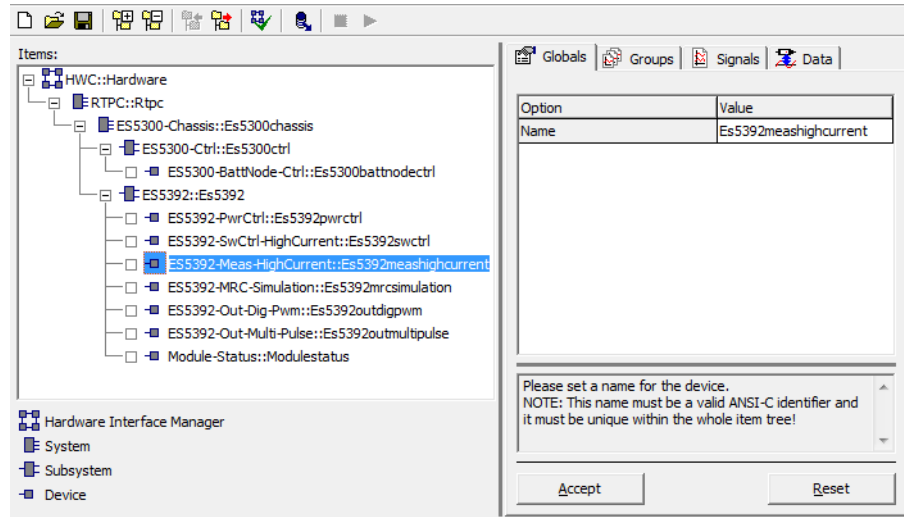 Items:
HWC::Hardware
RTPC::Rtpc
ES5300-Chassis::Es5300chassis
ES5300-Ctrl::Es5300ctrl
ES5300-BattNode-Ctrl::Es5300battnodectrl
ES5392::Es5392
ES5392-PwrCtrl::Es5392pwrctrl
ES5392-SwCtrl-HighCurrent::Es5392swctrl
ES5392-Meas-HighCurrent::Es5392meashighcurrent
ES5392-MRC-Simulation::Es5392mrcsimulation
ES5392-Out-Dig-Pwm::Es5392outdigpwm
ES5392-Out-Multi-Pulse::Es5392outmultipulse
Module-Status::Modulestatus
Hardware Interface Manager
System
Subsystem
Device
Globals Groups Signals Data
Option Value
Name Es5392meashighcurrent
Please set a name for the device.
NOTE: This name must be a valid ANSI-C identifier and
it must be unique within the whole item tree!
Accept Reset